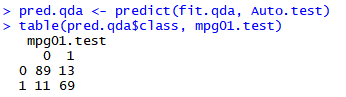 > pred.qda <- predict(fit.qda, Auto.test)
> table(pred.qda$class, mpg01.test)
   mpg01.test
     0  1
  0 89 13
  1 11 69